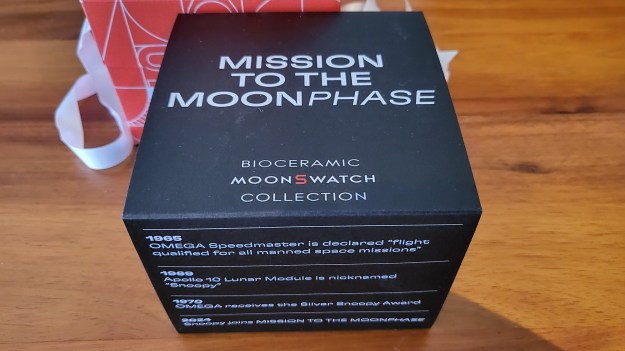 MISSION
TO THE
MOONPHASE
BIOCERAMIC
MOONSWATCH
COLLECTION
1965
OMEGA Speedmaster is declared "flight
qualified for all manned space missions"
1969
Apollo 10 Lunar Module is nicknamed
"Snoopy"
1970
OMEGA receives the Silver Snoopy Award
2024
Snoopy joins MISSION TO THE MOONPHASE